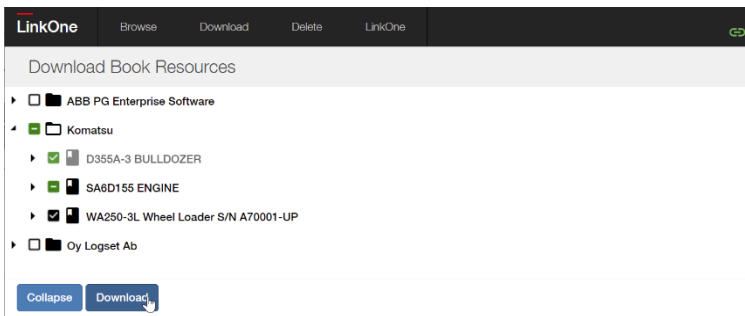 LinkOne Browse Download Delete LinkOne
Download Book Resources
ABB PG Enterprise Software
Komatsu
D355A-3 BULLDOZER
SA6D155 ENGINE
WA250-3L Wheel Loader S/N A70001-UP
Oy Logset Ab
Collapse Download